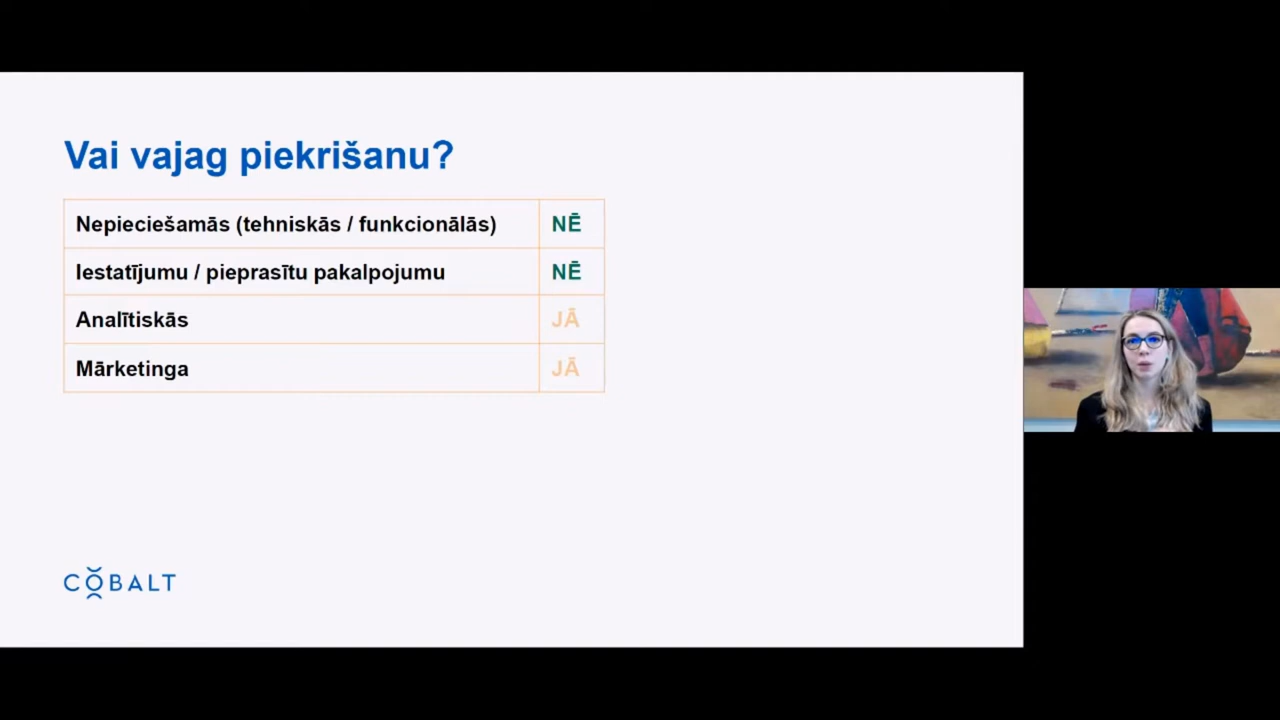 Vai vajag piekrišanu?
Nepieciešamās (tehniskās / funkcionālās) NĒ
Iestatījumu / pieprasītu pakalpojumu NĒ
Analītiskās JĀ
Mārketinga JĀ
COBALT